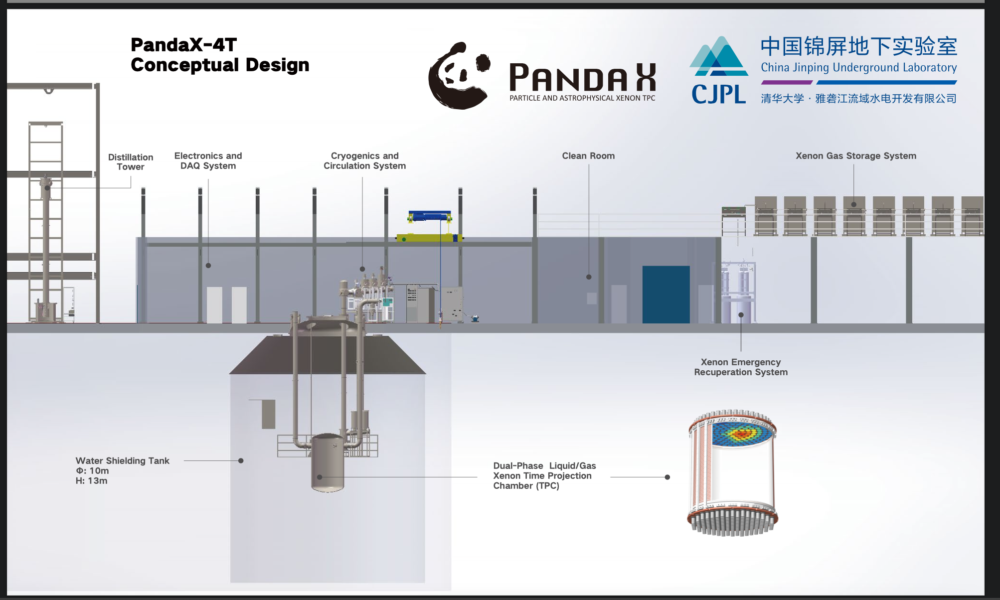 PandaX-4T
Conceptual Design
PANDA X
PARTICLE AND ASTROPHYSICAL XENON TPC
CJPL
中国锦屏地下实验室
China Jinping Underground Laboratory
清华大学 · 雅砻江流域水电开发有限公司
Distillation
Tower
Electronics and
DAQ System
Cryogenics and
Circulation System
Clean Room
Xenon Gas Storage System
Xenon Emergency
Recuperation System
Water Shielding Tank
Φ: 10m
H: 13m
Dual-Phase Liquid/Gas
Xenon Time Projection
Chamber (TPC)